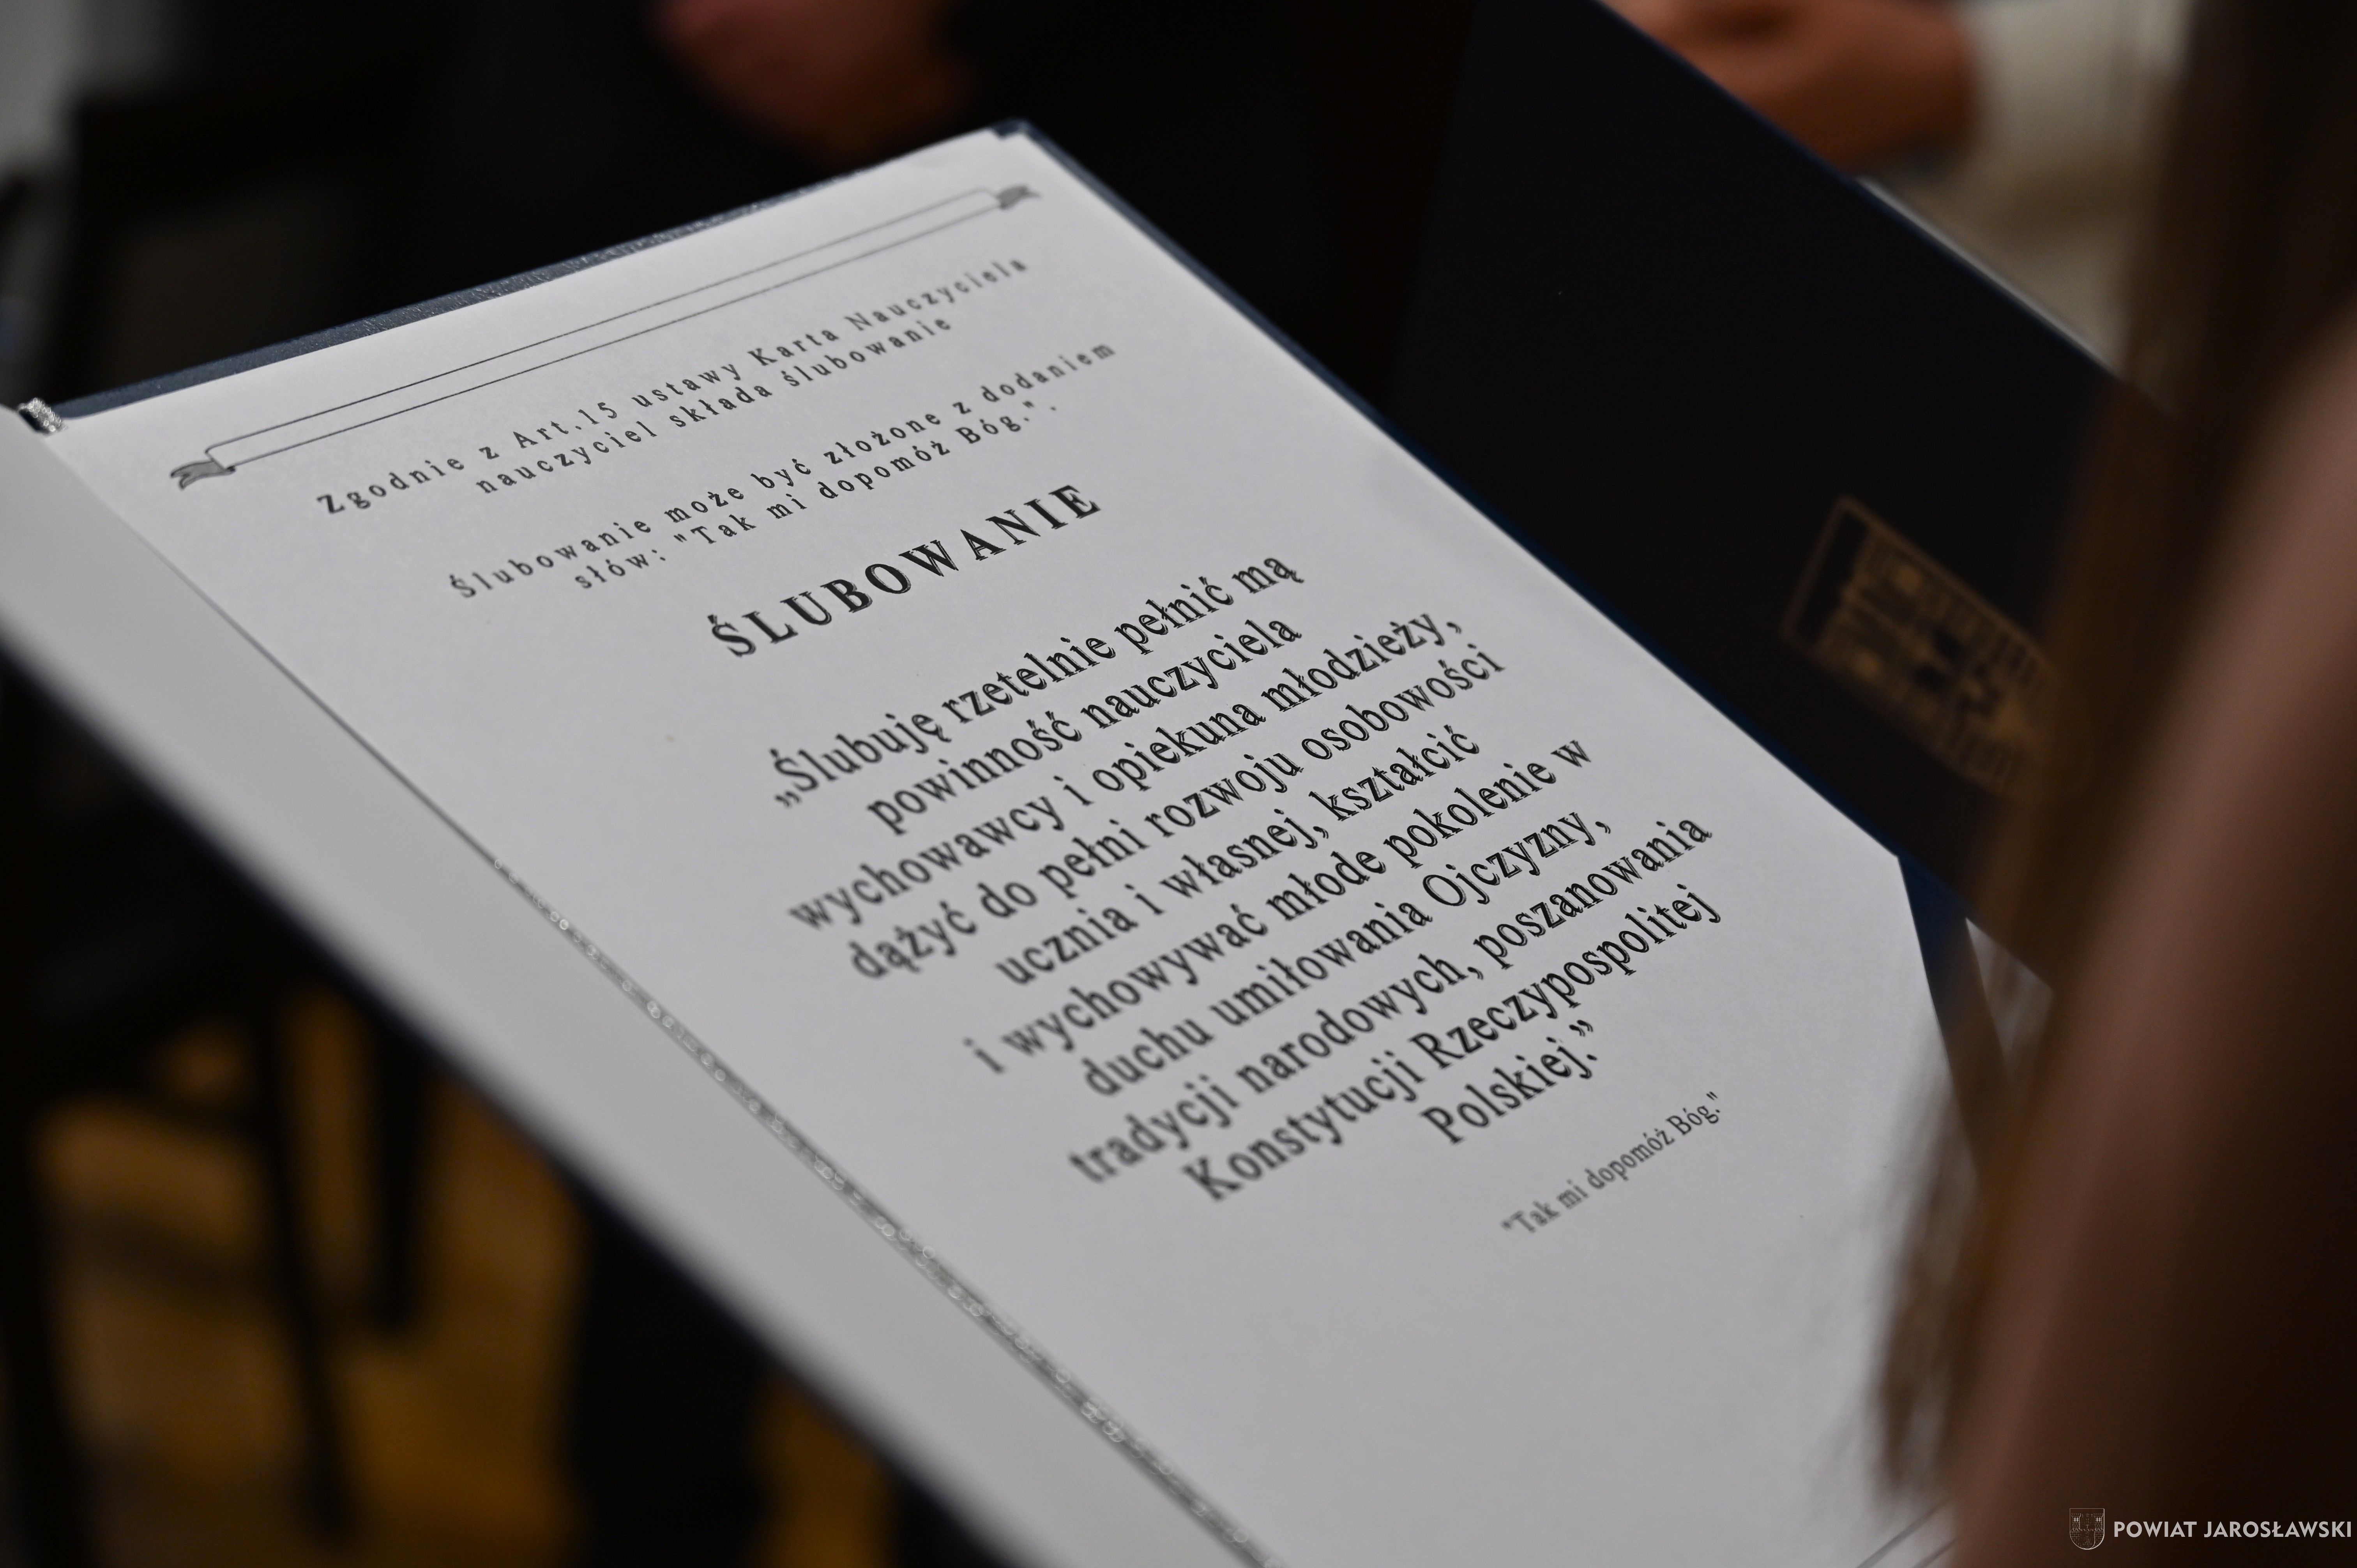 Zgodnie z Art.15 ustawy Karta Nauczyciela
nauczyciel składa ślubowanie
Ślubowanie może być złożone z dodaniem
słów: "Tak mi dopomóż Bóg.".
ŚLUBOWANIE
„Ślubuję rzetelnie pełnić mą
powinność nauczyciela
wychowawcy i opiekuna młodzieży,
dążyć do pełni rozwoju osobowości
ucznia i własnej, kształcić
i wychowywać młode pokolenie w
duchu umiłowania Ojczyzny,
tradycji narodowych, poszanowania
Konstytucji Rzeczypospolitej
Polskiej.”
"Tak mi dopomóż Bóg."
POWIAT JAROSŁAWSKI